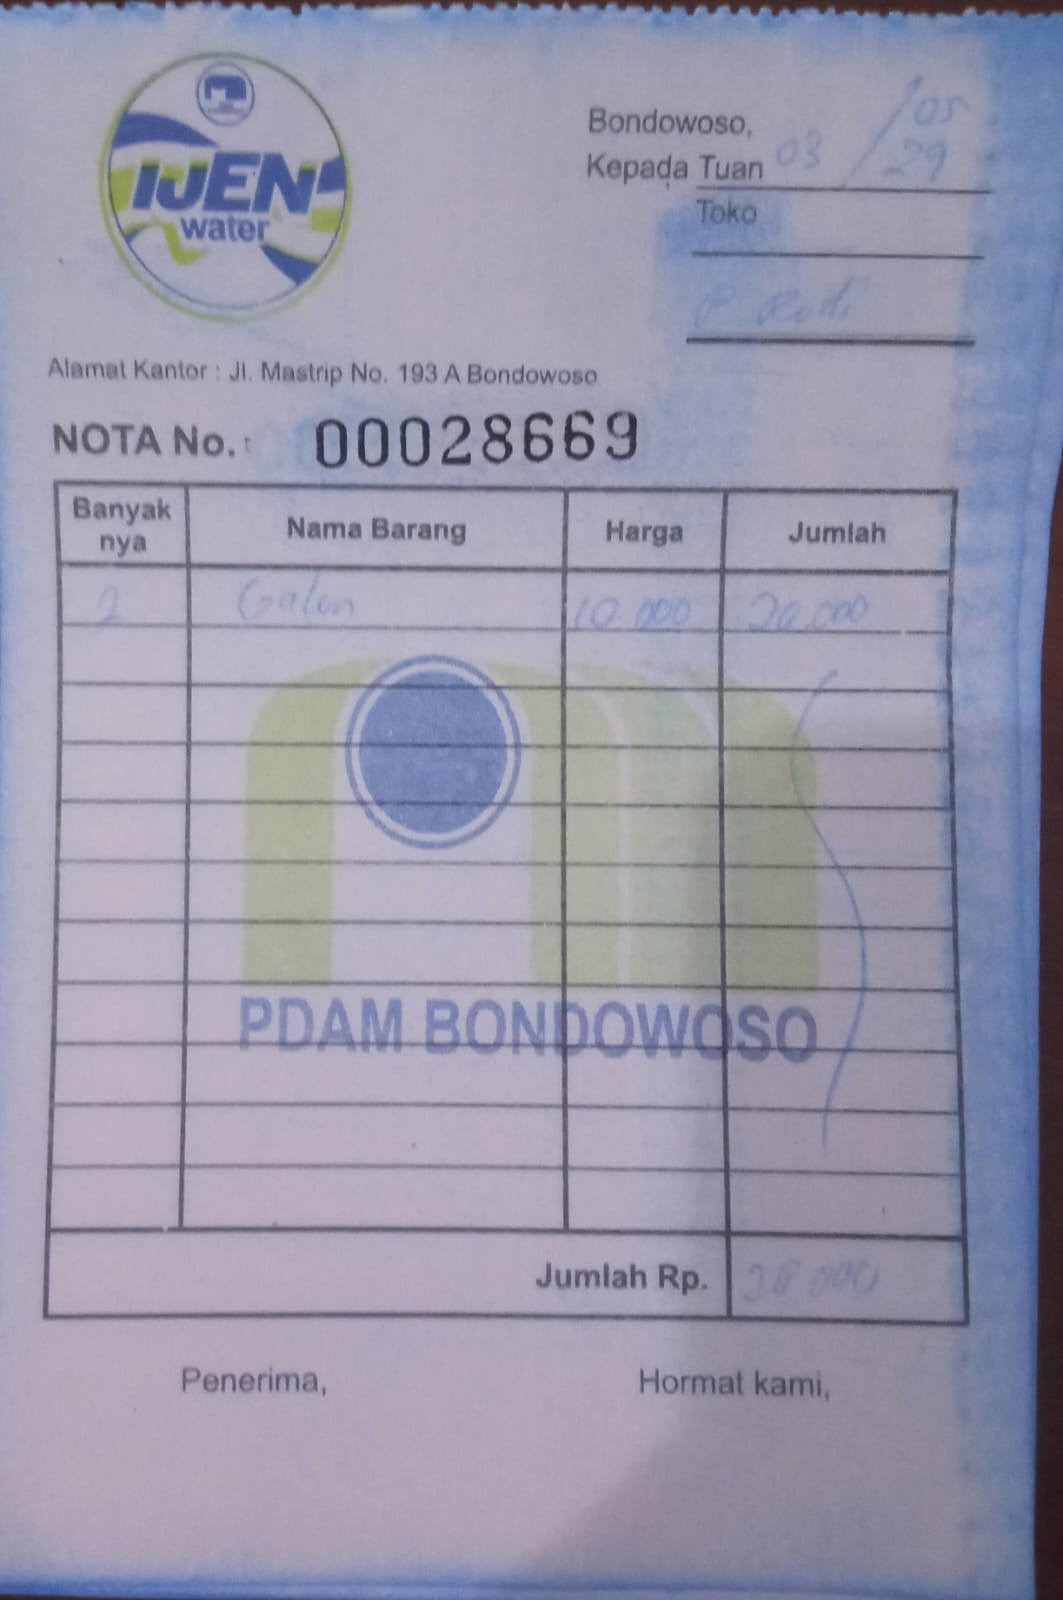 IJEN
water
Bondowoso,
03 / 05
29
Kepada Tuan
Toko
P
Alamat Kantor : Jl. Mastrip No. 193 A Bondowoso
NOTA No. : 00028669
Banyak nya Nama Barang Harga Jumlah
2 Galon 10.000 20.000
PDAM BONDOWOSO
Jumlah Rp. 20.000
Penerima, Hormat kami,